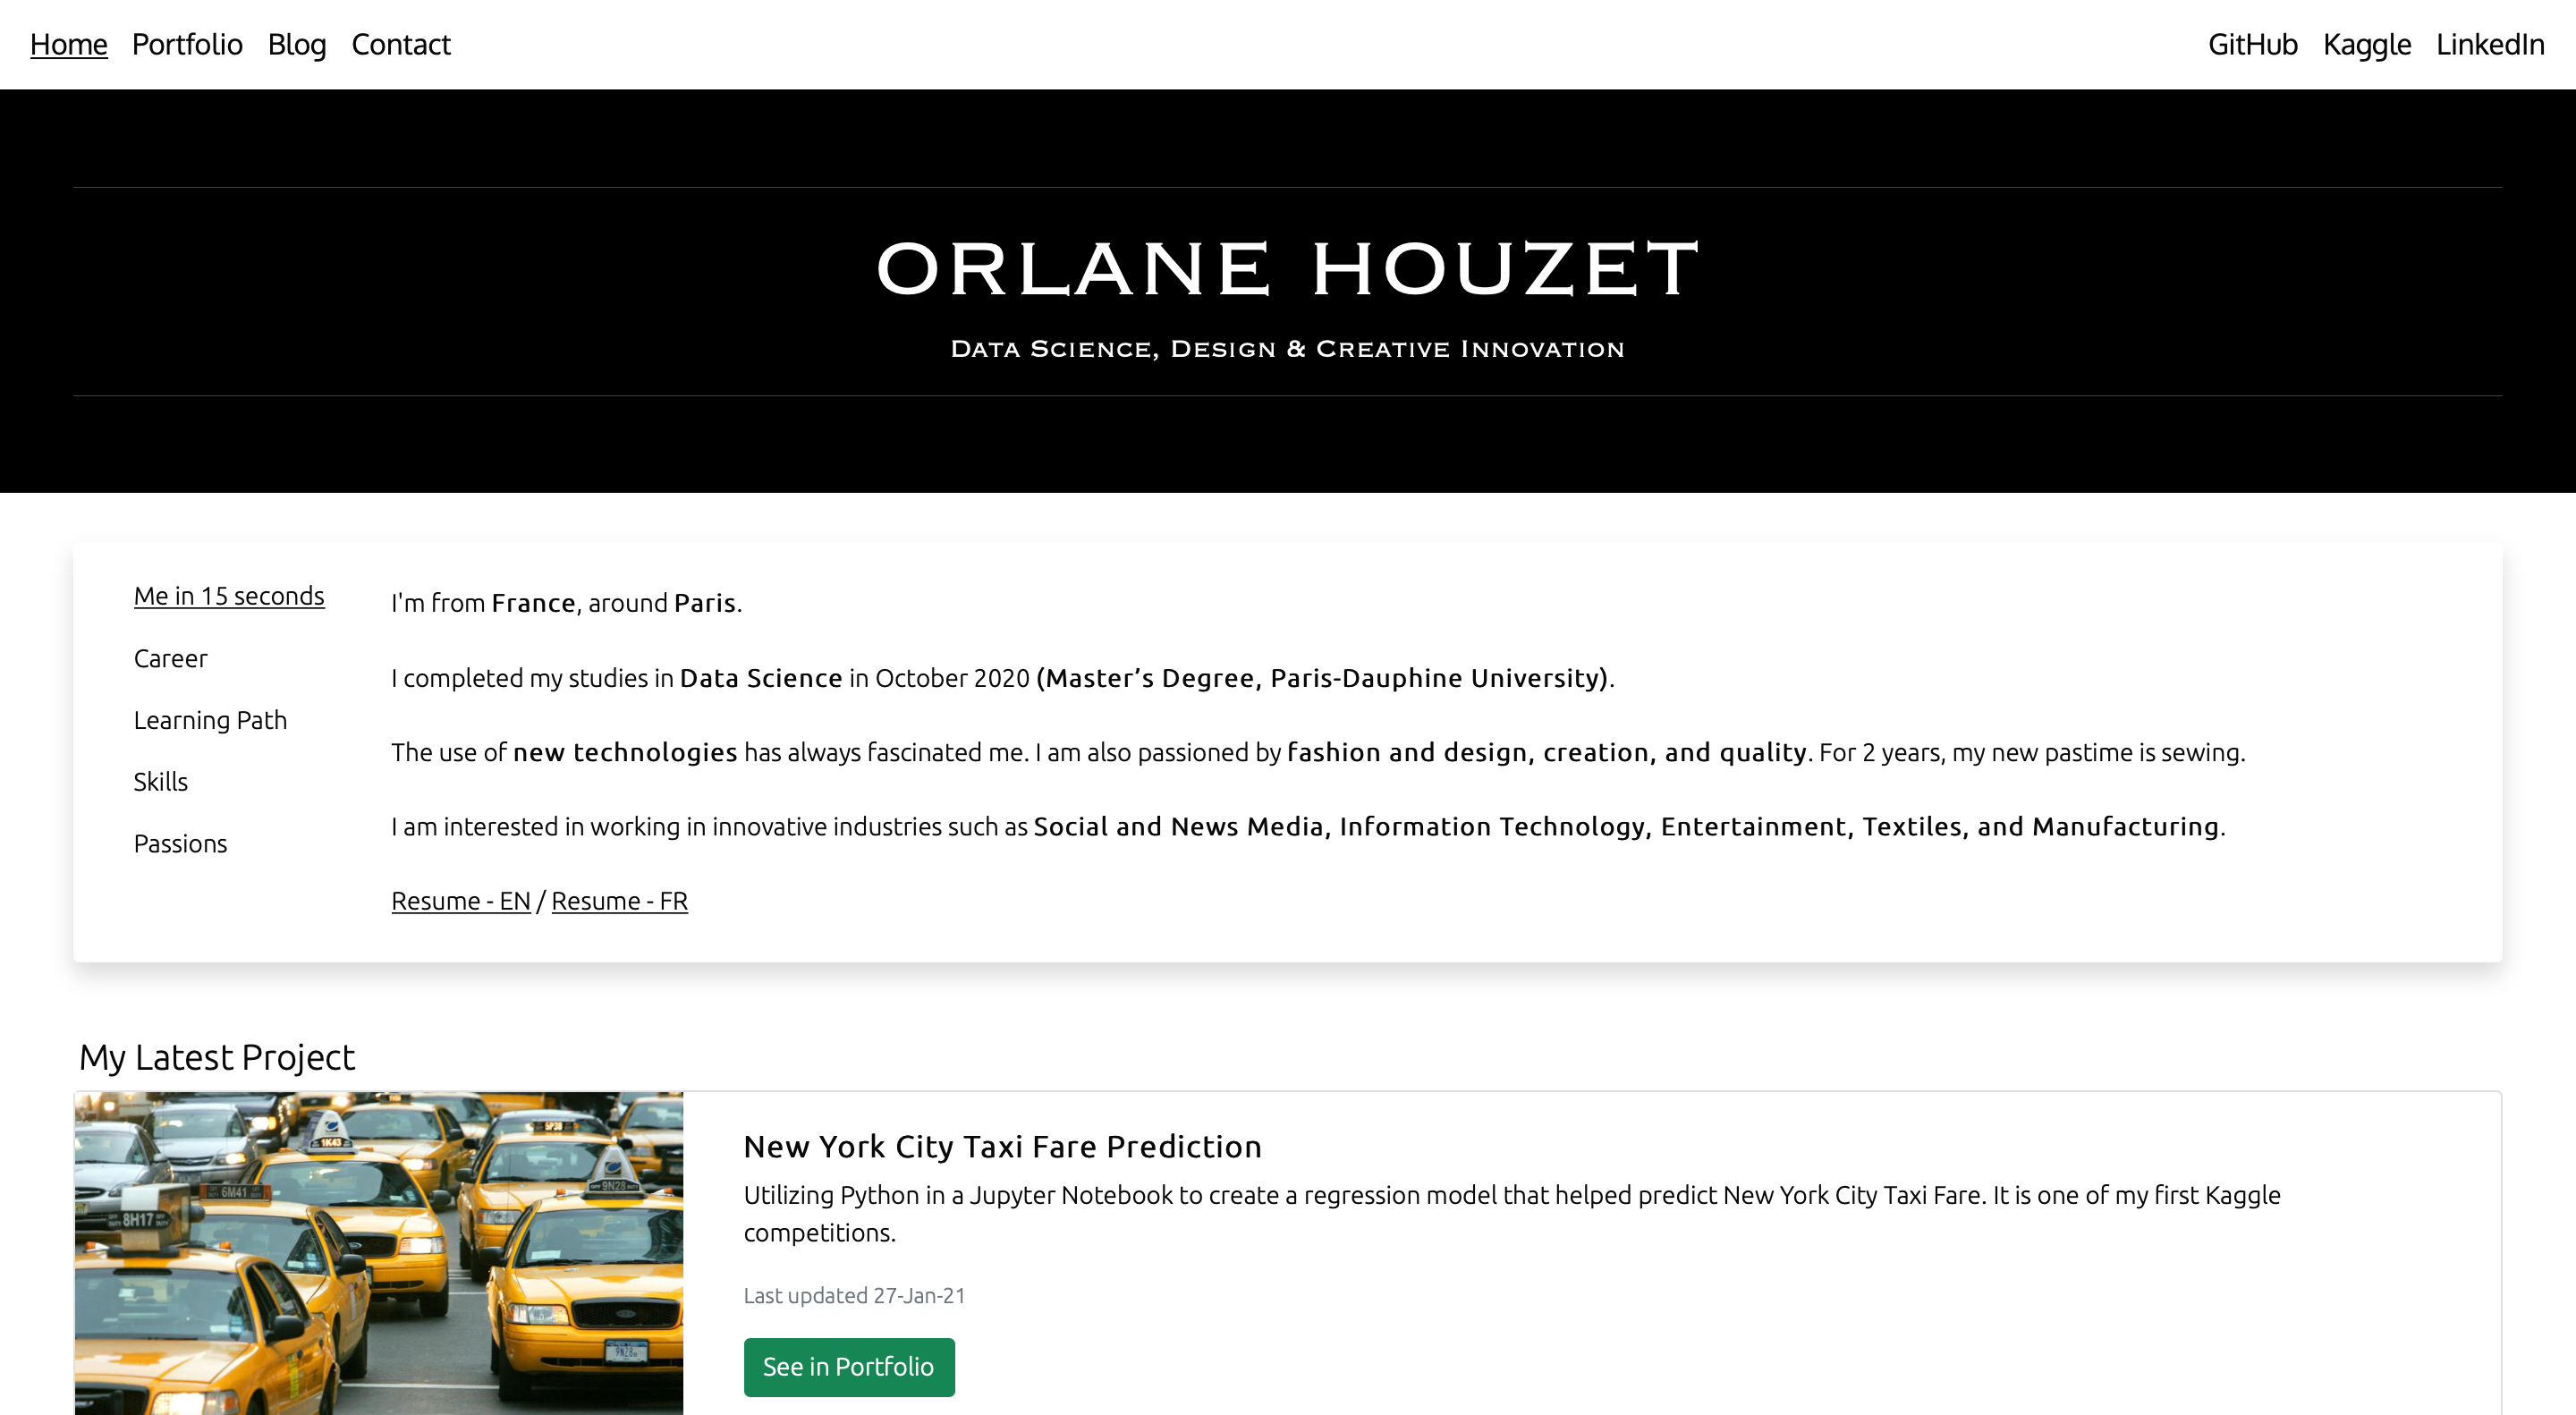 Home Portfolio Blog Contact GitHub Kaggle LinkedIn
ORLANE HOUZET
DATA SCIENCE, DESIGN & CREATIVE INNOVATION
Me in 15 seconds
Career
Learning Path
Skills
Passions
I'm from France, around Paris.
I completed my studies in Data Science in October 2020 (Master’s Degree, Paris-Dauphine University).
The use of new technologies has always fascinated me. I am also passioned by fashion and design, creation, and quality. For 2 years, my new pastime is sewing.
I am interested in working in innovative industries such as Social and News Media, Information Technology, Entertainment, Textiles, and Manufacturing.
Resume - EN / Resume - FR
My Latest Project
1K43
5P38
6M41
9N28
8H17
New York City Taxi Fare Prediction
Utilizing Python in a Jupyter Notebook to create a regression model that helped predict New York City Taxi Fare. It is one of my first Kaggle
competitions.
Last updated 27-Jan-21
See in Portfolio